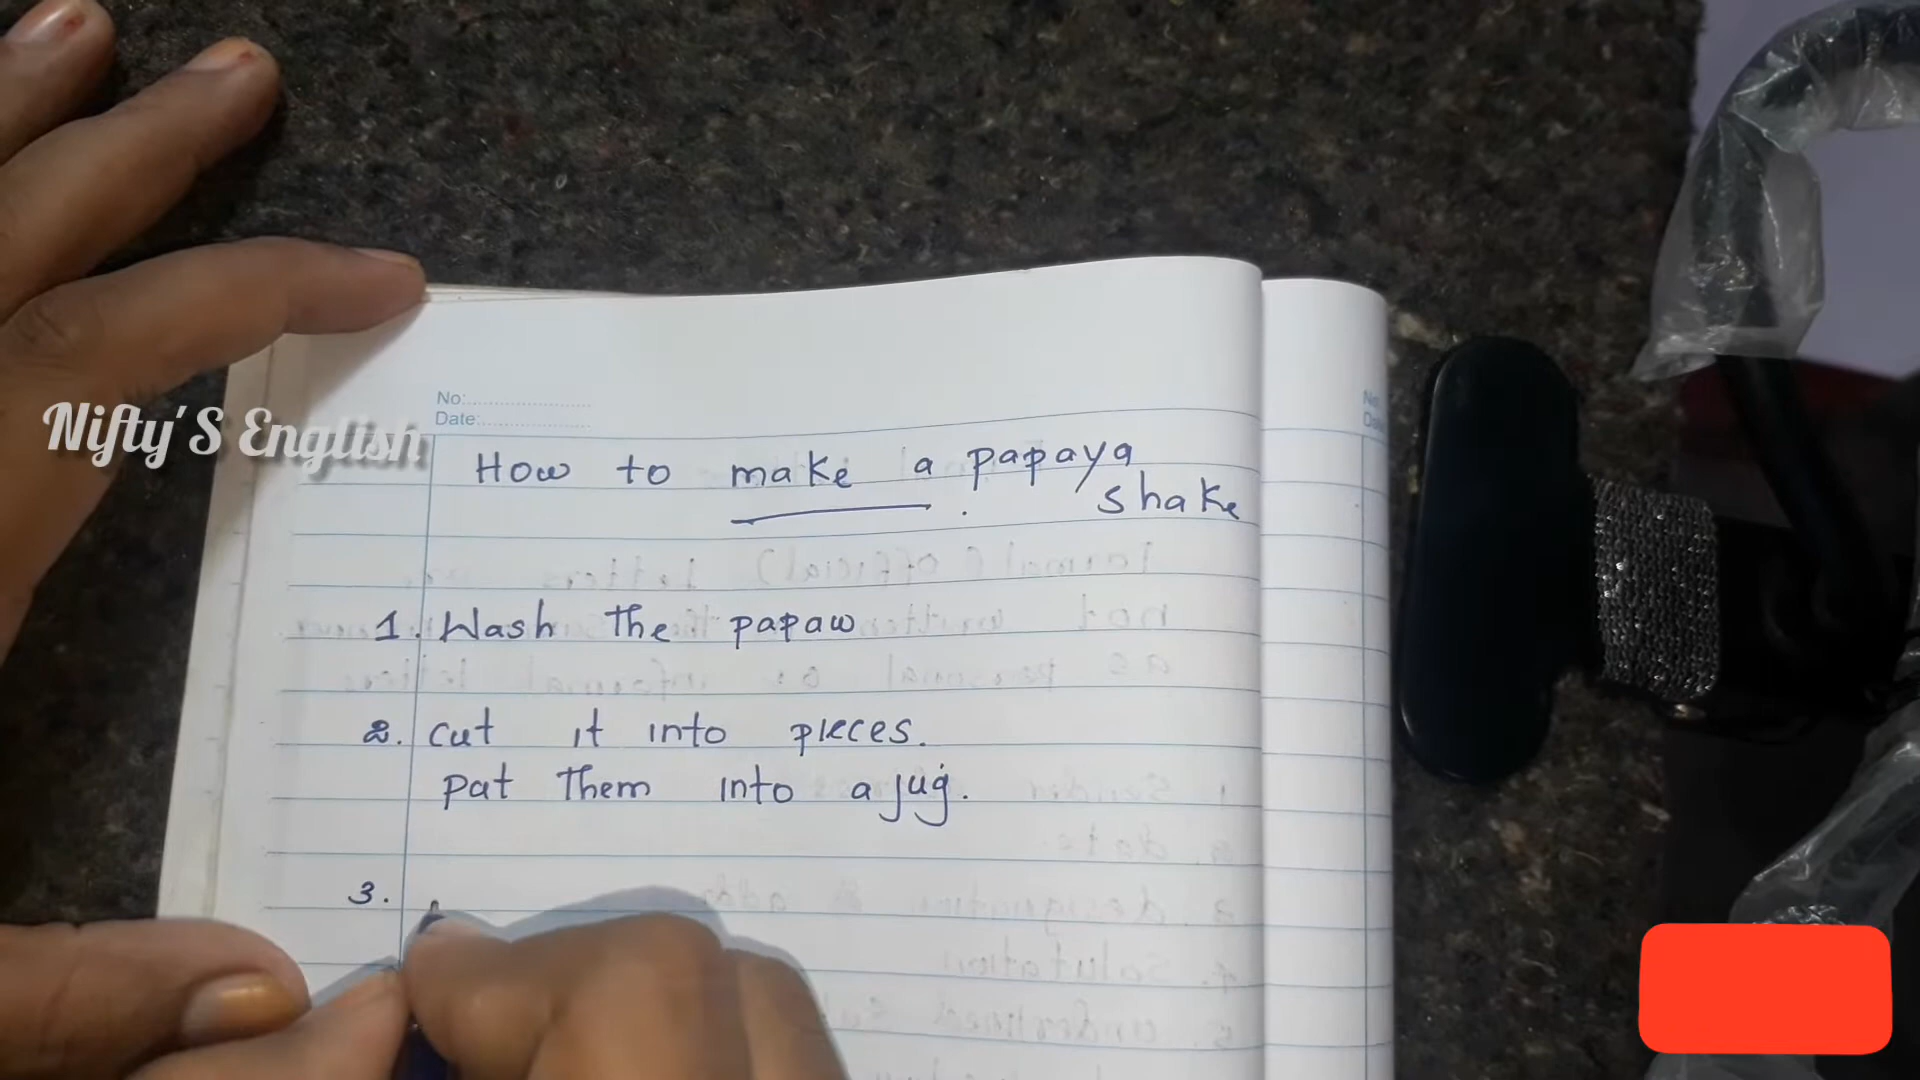 No:
Date:
Nifty'S English
How to make a papaya
shake
1. Wash the papaw
2. cut it into pieces.
pat them into a jug.
3.